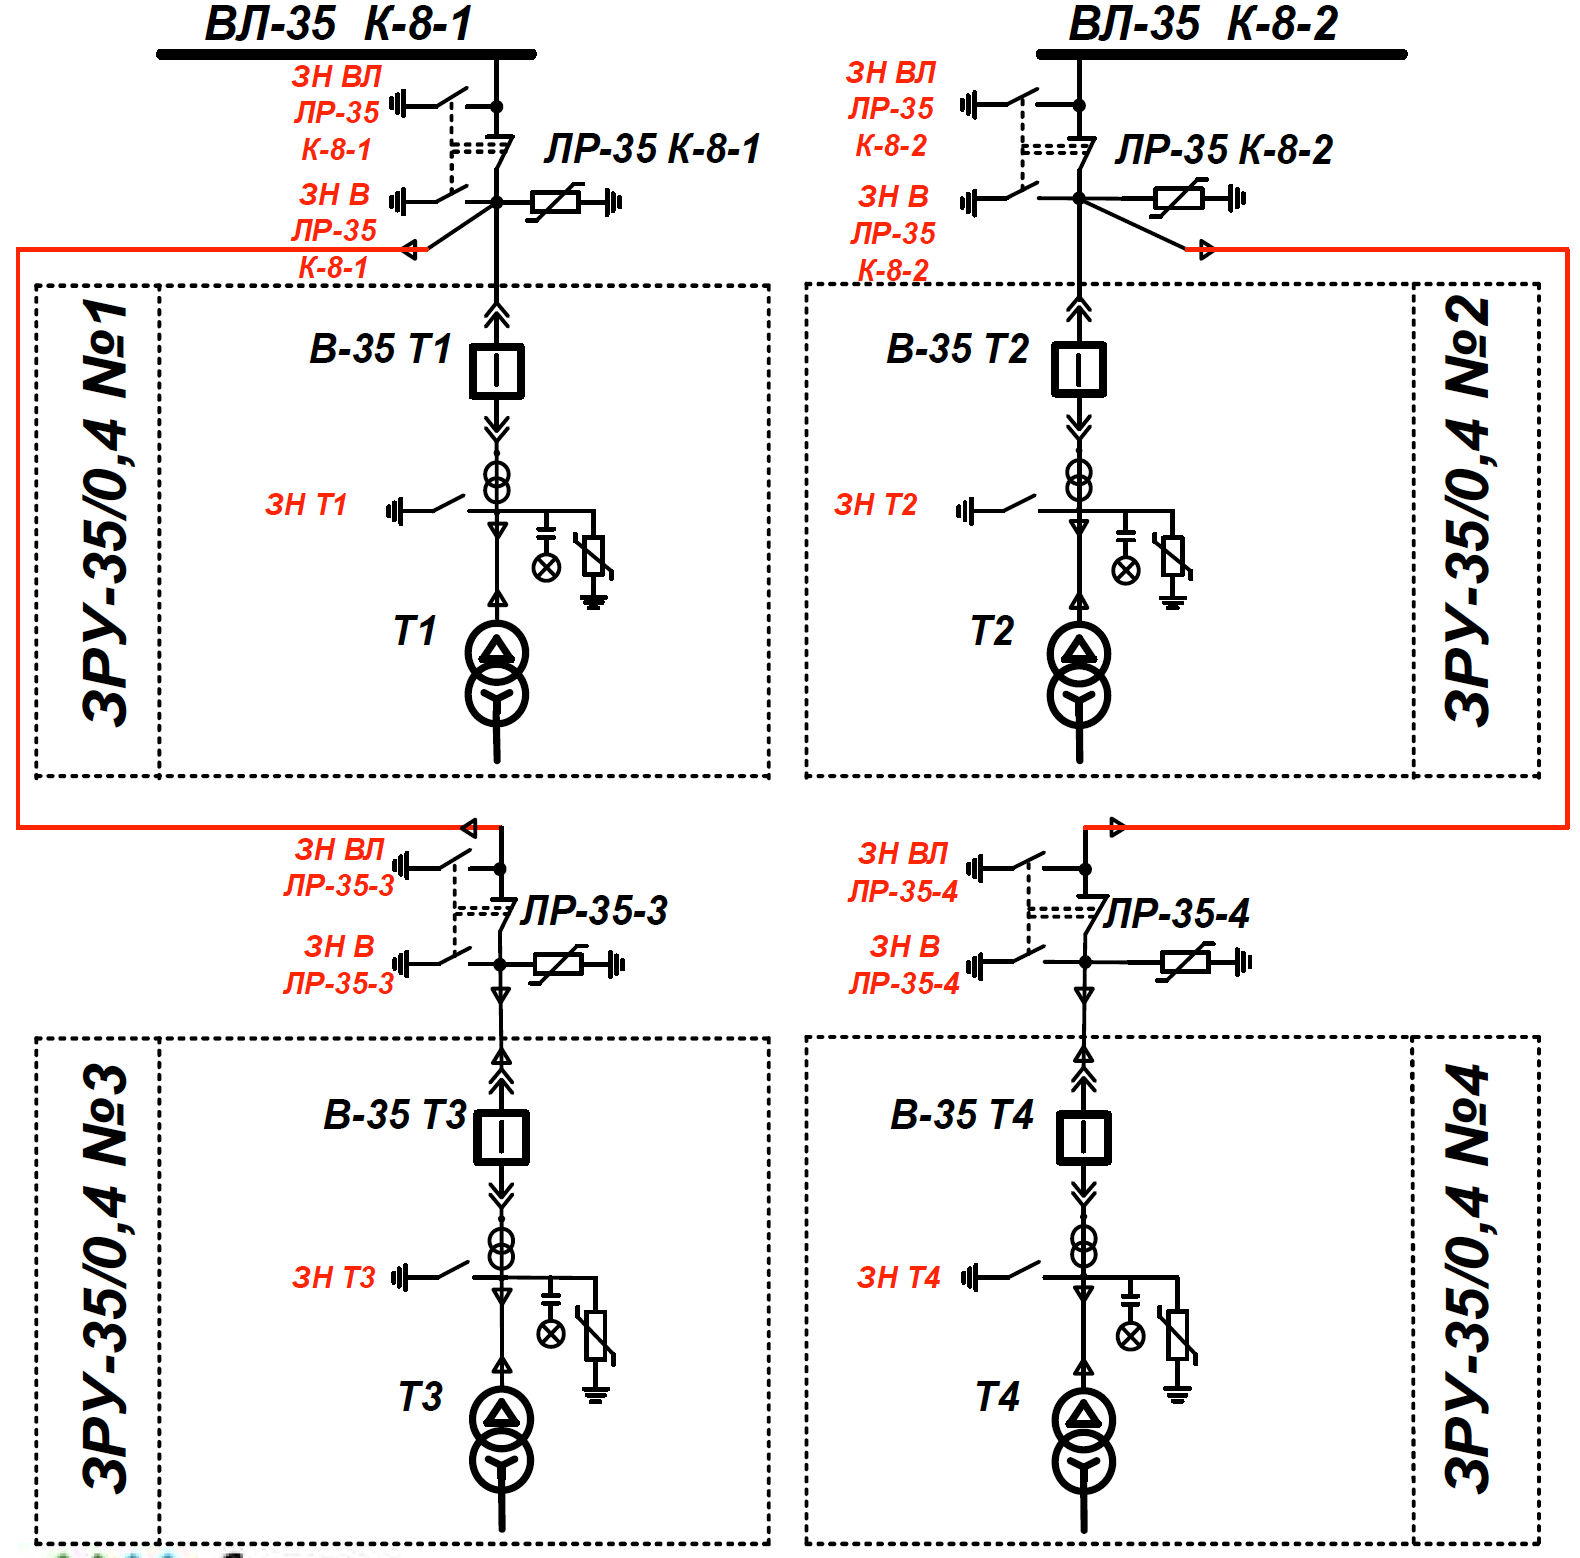 ВЛ-35 К-8-1
ВЛ-35 К-8-2
ЗН ВЛ
ЛР-35
К-8-1
ЛР-35 К-8-1
ЗН В
ЛР-35
К-8-1
ЗН ВЛ
ЛР-35
К-8-2
ЛР-35 К-8-2
ЗН В
ЛР-35
К-8-2
ЗРУ-35/0,4 №1
В-35 Т1
ЗН Т1
Т1
В-35 Т2
ЗН Т2
Т2
ЗРУ-35/0,4 №2
ЗН ВЛ
ЛР-35-3
ЛР-35-3
ЗН В
ЛР-35-3
ЗН ВЛ
ЛР-35-4
ЛР-35-4
ЗН В
ЛР-35-4
ЗРУ-35/0,4 №3
В-35 Т3
ЗН Т3
Т3
В-35 Т4
ЗН Т4
Т4
ЗРУ-35/0,4 №4